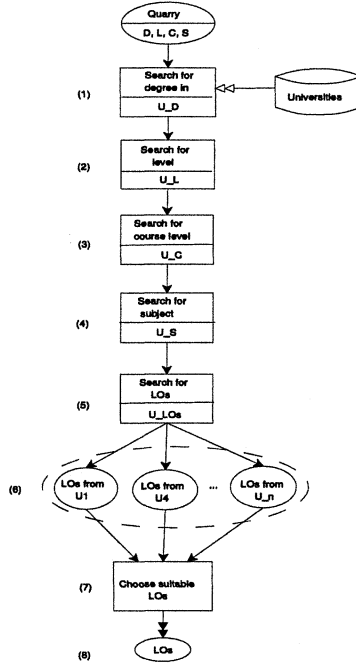 Quarry
D, L, C, S
(1)
Search for
degree in
U_D
Universities
(2)
Search for
level
U_L
(3)
Search for
course level
U_C
(4)
Search for
subject
U_S
(5)
Search for
LOs
U_LOs
(6)
LOs from
U1
LOs from
U4
...
LOs from
U_n
(7)
Choose suitable
LOs
(8)
LOs